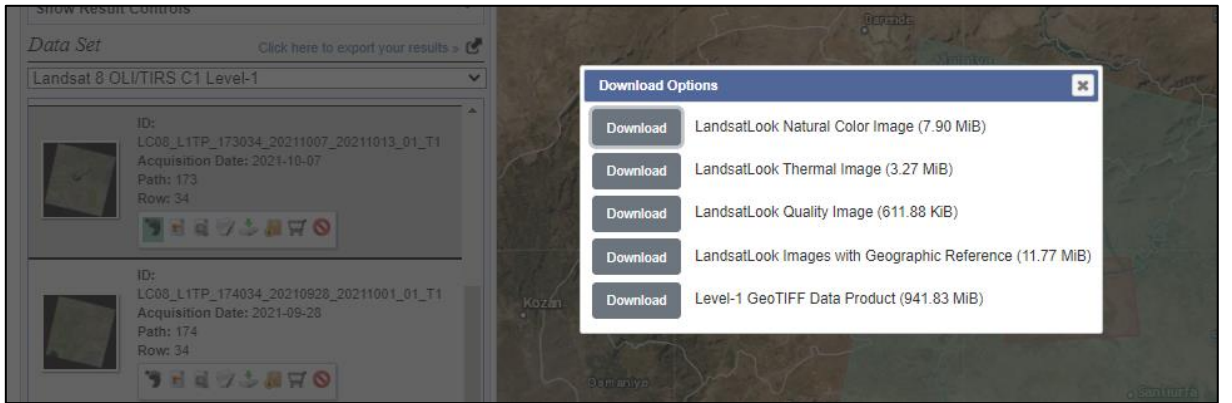 Show Result Controls
Data Set
Click here to export your results »
Landsat 8 OLI/TIRS C1 Level-1
ID:
LC08_L1TP_173034_20211007_20211013_01_T1
Acquisition Date: 2021-10-07
Path: 173
Row: 34
ID:
LC08_L1TP_174034_20210928_20211001_01_T1
Acquisition Date: 2021-09-28
Path: 174
Row: 34
Download Options
Download LandsatLook Natural Color Image (7.90 MiB)
Download LandsatLook Thermal Image (3.27 MiB)
Download LandsatLook Quality Image (611.88 KiB)
Download LandsatLook Images with Geographic Reference (11.77 MiB)
Download Level-1 GeoTIFF Data Product (941.83 MiB)
Darende
Kozan
Osmaniye
Sanliurfa